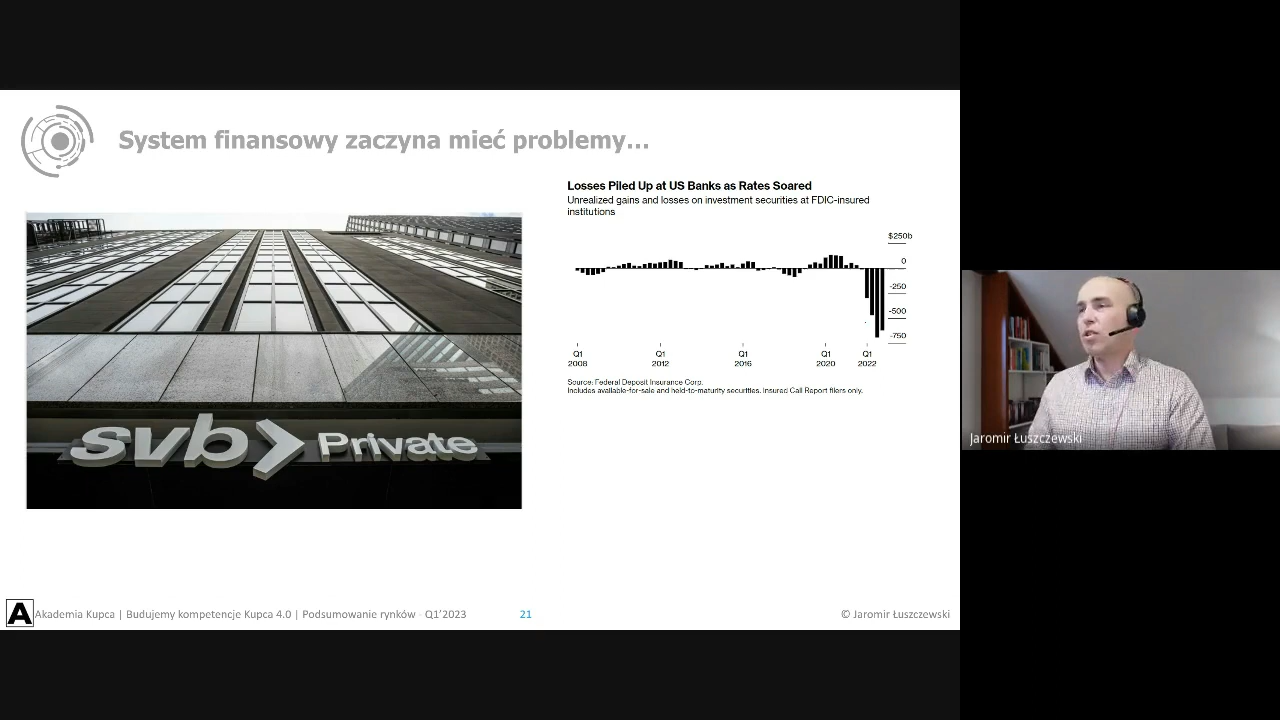 System finansowy zaczyna mieć problemy...
Losses Piled Up at US Banks as Rates Soared
Unrealized gains and losses on investment securities at FDIC-insured
institutions
$250b
0
-250
-500
-750
Q1 Q1 Q1 Q1 Q1
2008 2012 2016 2020 2022
Source: Federal Deposit Insurance Corp.
Includes available-for-sale and held-to-maturity securities. Insured Call Report filers only.
svb> Private
Jaromir Łuszczewski
A Akademia Kupca | Budujemy kompetencje Kupca 4.0 | Podsumowanie rynków - Q1'2023
21
© Jaromir Łuszczewski